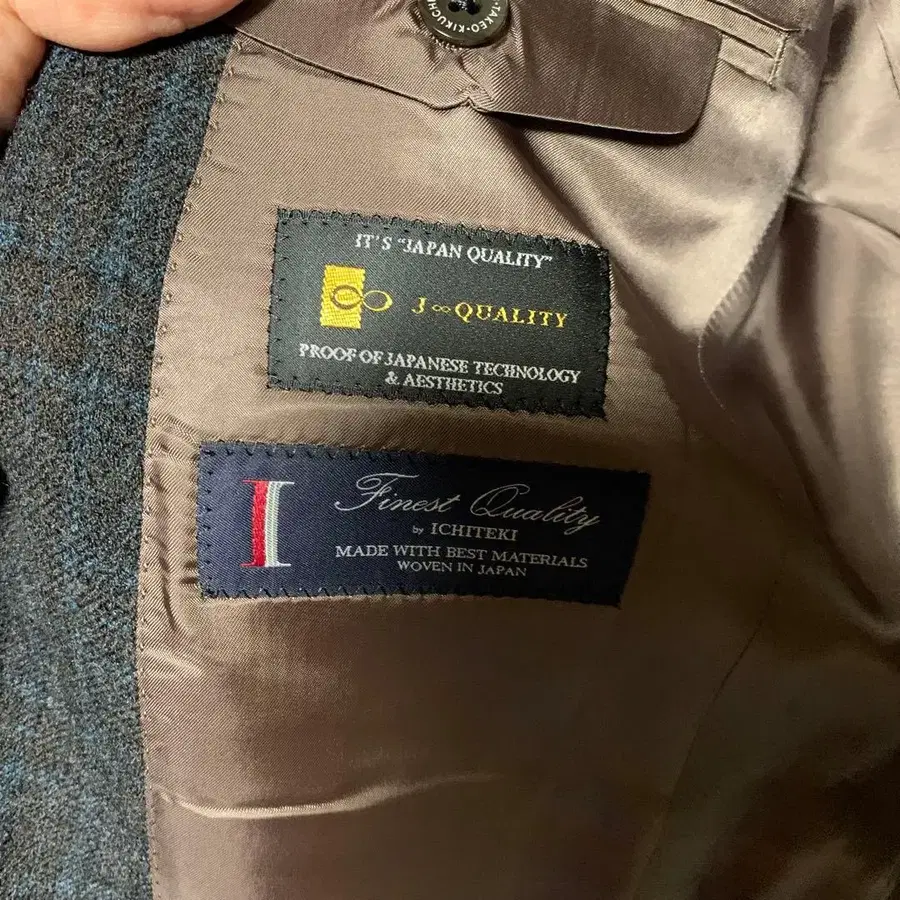 TAKEO·KIKUCHI
IT'S "JAPAN QUALITY"
J∞QUALITY
PROOF OF JAPANESE TECHNOLOGY
& AESTHETICS
Finest Quality
by ICHITEKI
MADE WITH BEST MATERIALS
WOVEN IN JAPAN